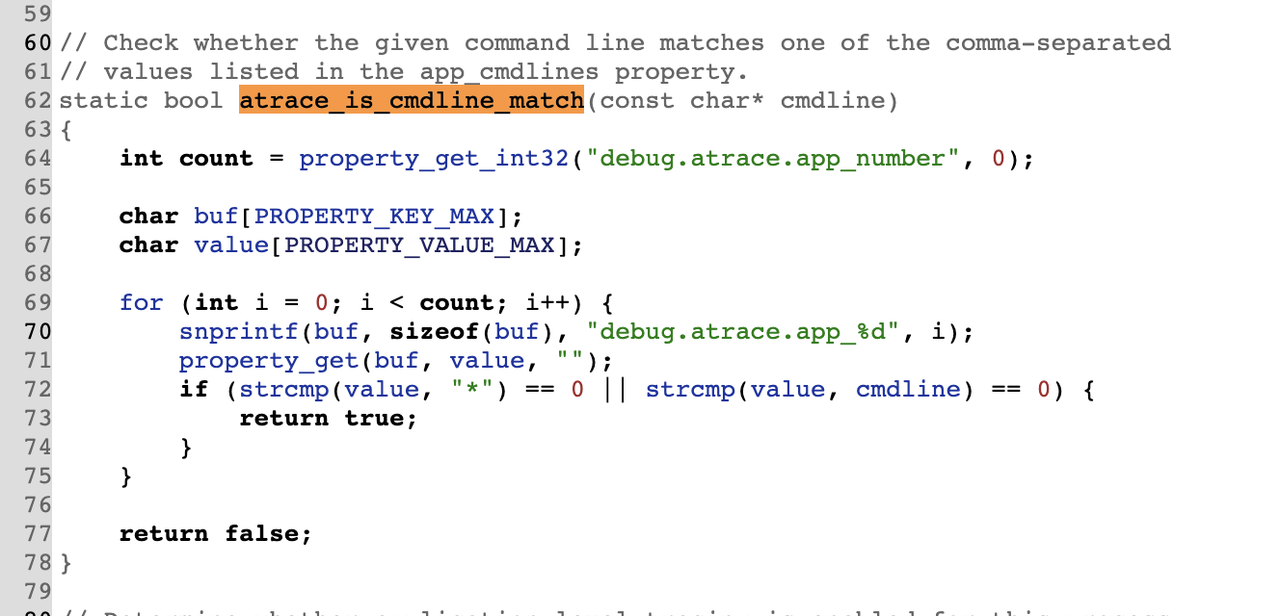 59
60 // Check whether the given command line matches one of the comma-separated
61 // values listed in the app_cmdlines property.
62 static bool atrace_is_cmdline_match(const char* cmdline)
63 {
64     int count = property_get_int32("debug.atrace.app_number", 0);
65
66     char buf[PROPERTY_KEY_MAX];
67     char value[PROPERTY_VALUE_MAX];
68
69     for (int i = 0; i < count; i++) {
70         snprintf(buf, sizeof(buf), "debug.atrace.app_%d", i);
71         property_get(buf, value, "");
72         if (strcmp(value, "*") == 0 || strcmp(value, cmdline) == 0) {
73             return true;
74         }
75     }
76
77     return false;
78 }
79